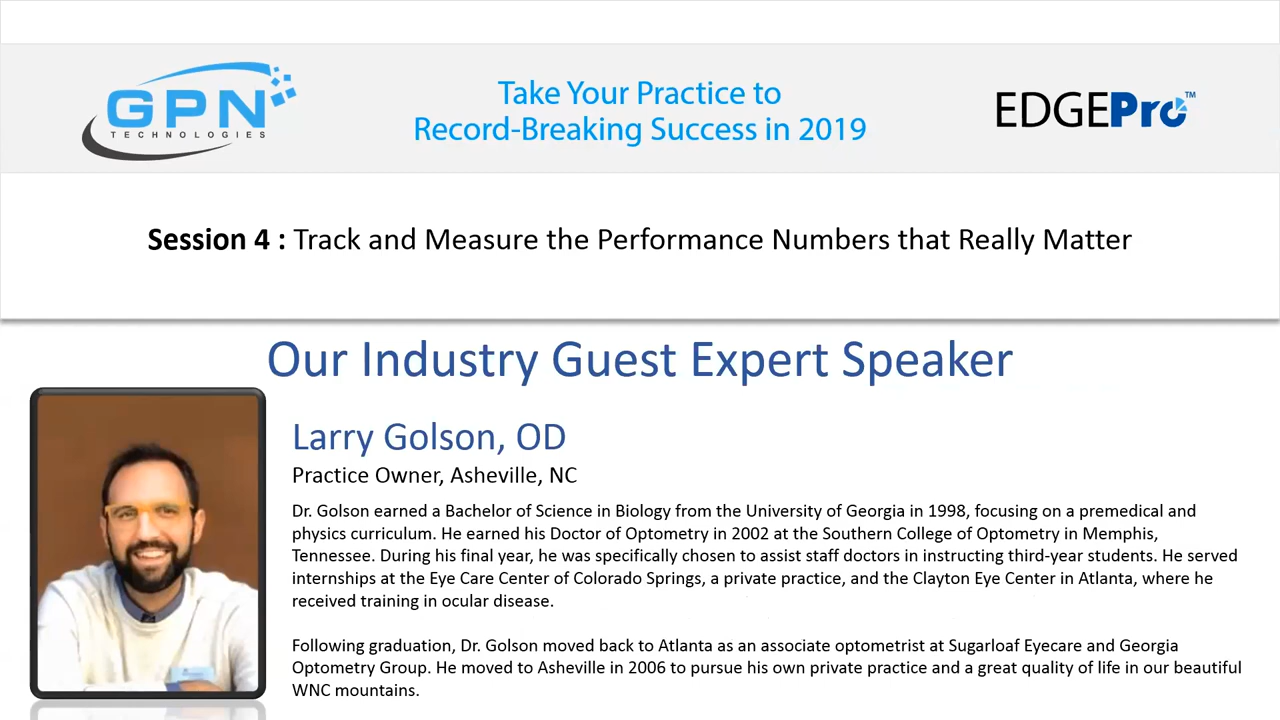 GPN
TECHNOLOGIES
Take Your Practice to
Record-Breaking Success in 2019
EDGEPro™
Session 4 : Track and Measure the Performance Numbers that Really Matter
Our Industry Guest Expert Speaker
Larry Golson, OD
Practice Owner, Asheville, NC
Dr. Golson earned a Bachelor of Science in Biology from the University of Georgia in 1998, focusing on a premedical and
physics curriculum. He earned his Doctor of Optometry in 2002 at the Southern College of Optometry in Memphis,
Tennessee. During his final year, he was specifically chosen to assist staff doctors in instructing third-year students. He served
internships at the Eye Care Center of Colorado Springs, a private practice, and the Clayton Eye Center in Atlanta, where he
received training in ocular disease.
Following graduation, Dr. Golson moved back to Atlanta as an associate optometrist at Sugarloaf Eyecare and Georgia
Optometry Group. He moved to Asheville in 2006 to pursue his own private practice and a great quality of life in our beautiful
WNC mountains.